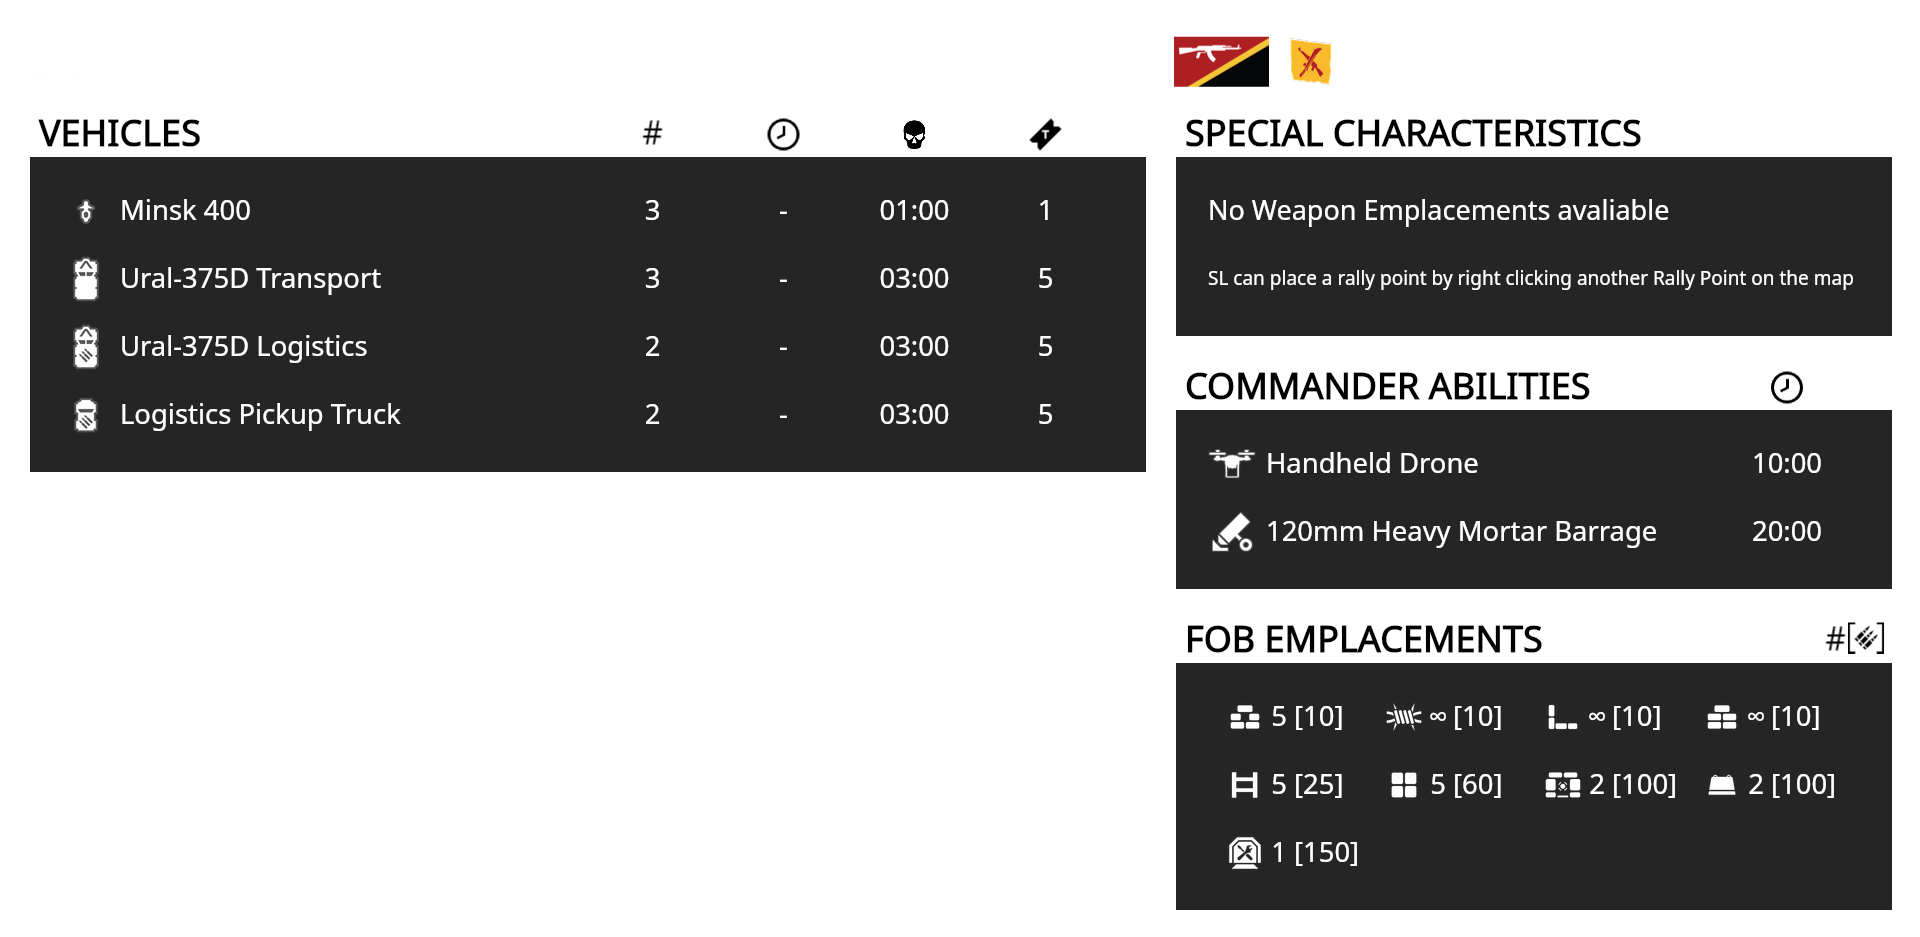 VEHICLES #
Minsk 400 3 - 01:00 1
Ural-375D Transport 3 - 03:00 5
Ural-375D Logistics 2 - 03:00 5
Logistics Pickup Truck 2 - 03:00 5
SPECIAL CHARACTERISTICS
No Weapon Emplacements avaliable
SL can place a rally point by right clicking another Rally Point on the map
COMMANDER ABILITIES
Handheld Drone 10:00
120mm Heavy Mortar Barrage 20:00
FOB EMPLACEMENTS #[ ]
5 [10] ∞ [10] ∞ [10] ∞ [10]
5 [25] 5 [60] 2 [100] 2 [100]
1 [150]